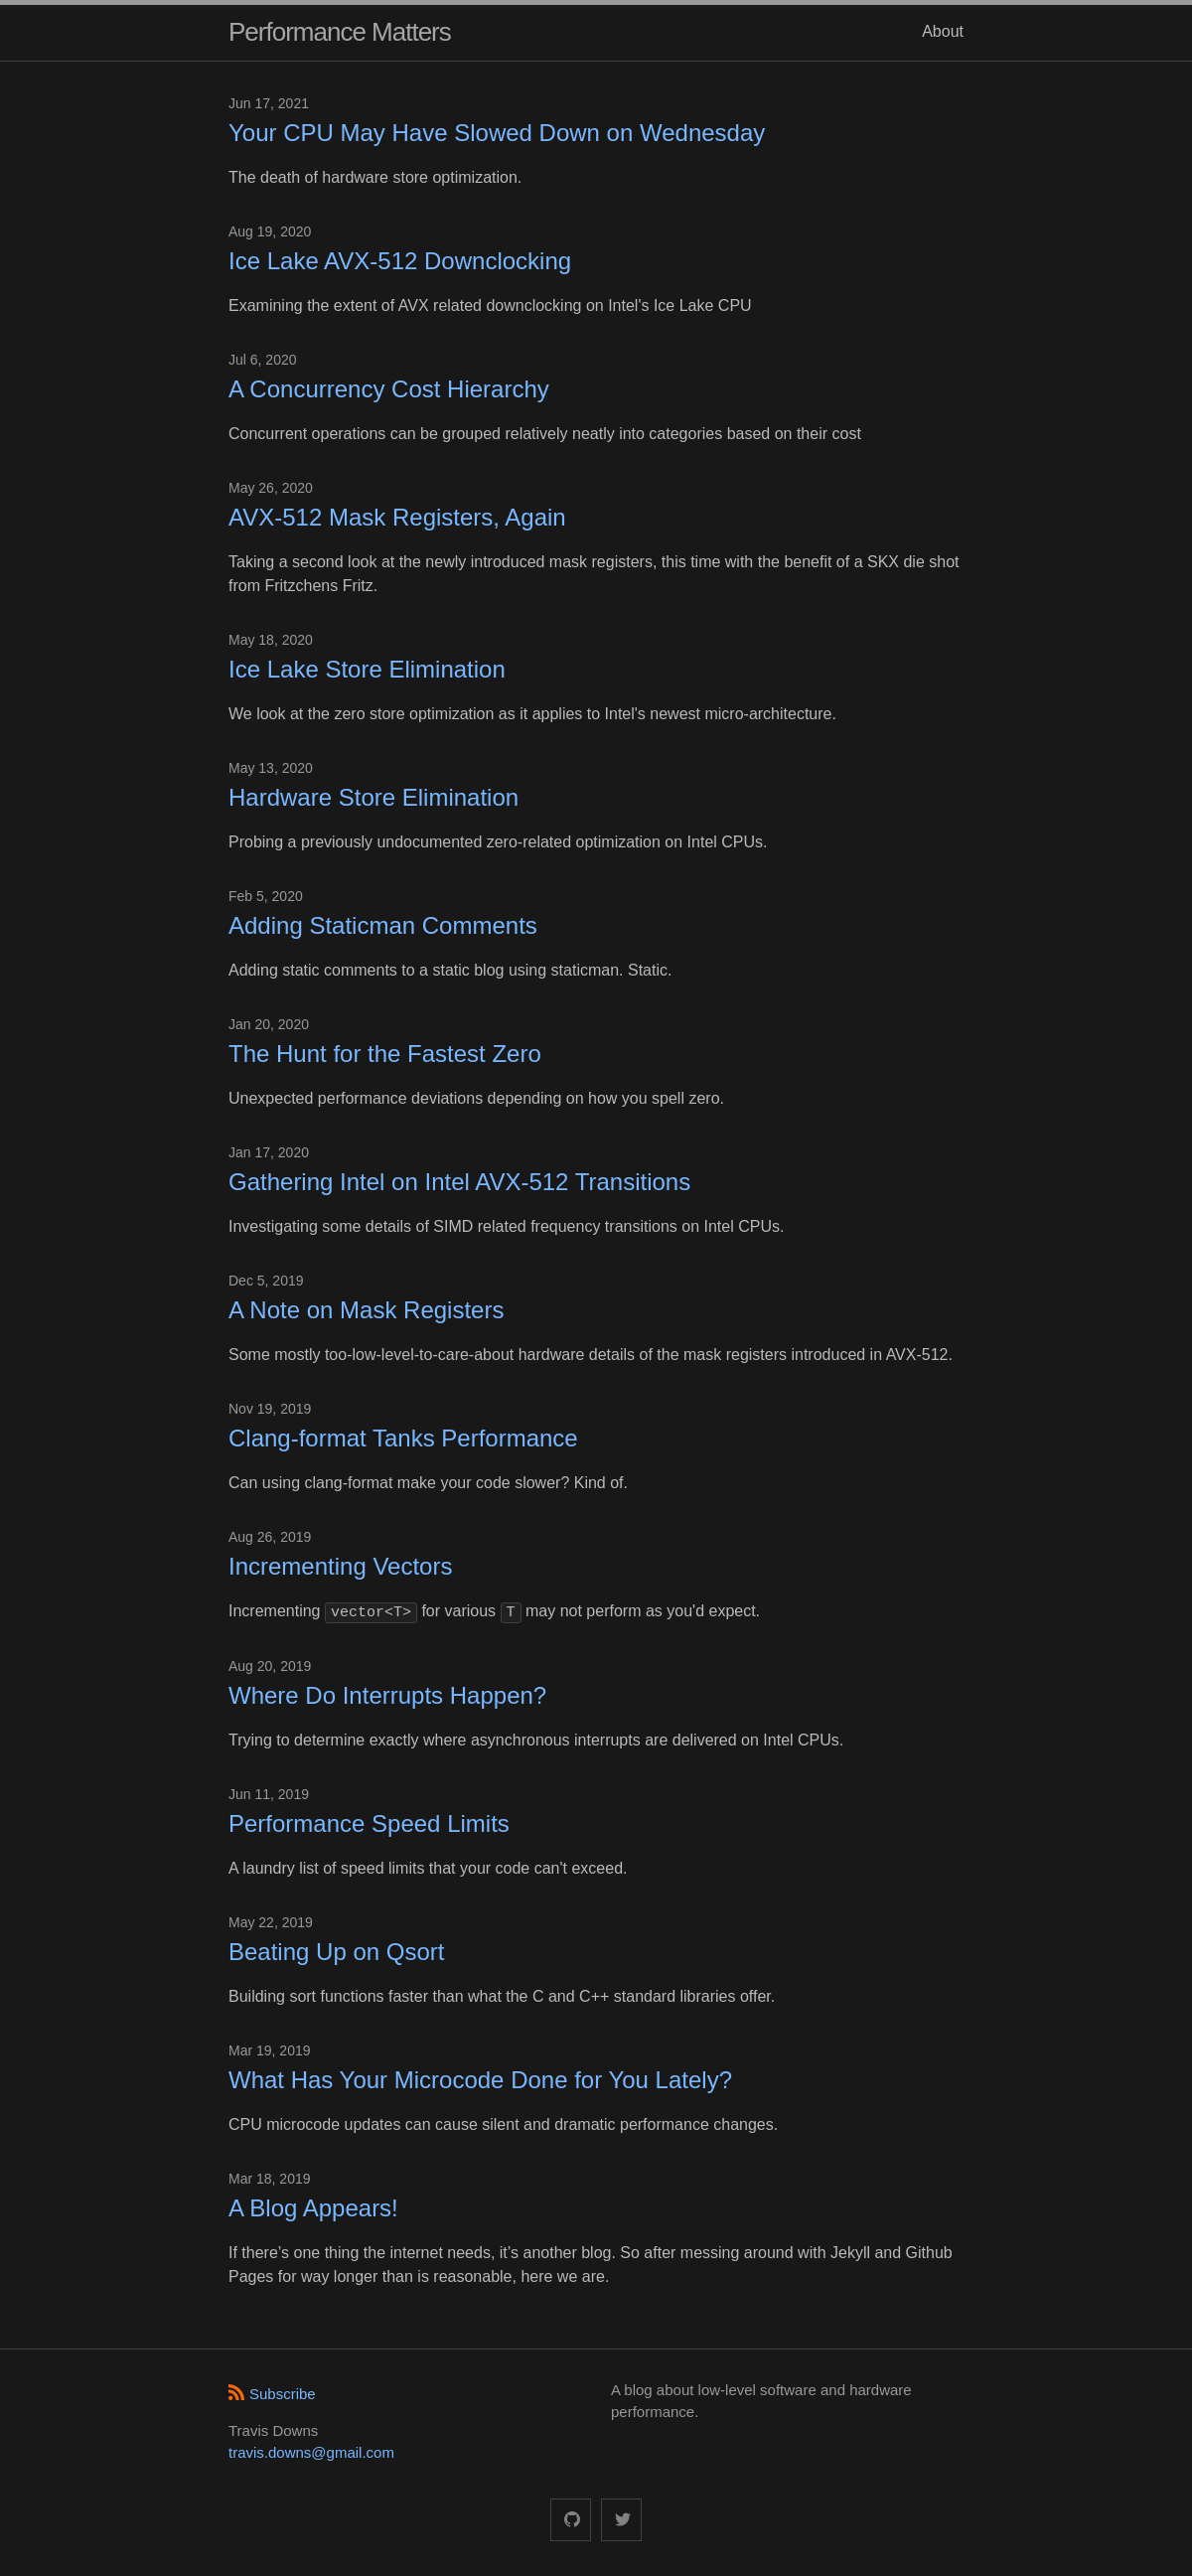 Performance Matters
About
Jun 17, 2021
Your CPU May Have Slowed Down on Wednesday
The death of hardware store optimization.
Aug 19, 2020
Ice Lake AVX-512 Downclocking
Examining the extent of AVX related downclocking on Intel's Ice Lake CPU
Jul 6, 2020
A Concurrency Cost Hierarchy
Concurrent operations can be grouped relatively neatly into categories based on their cost
May 26, 2020
AVX-512 Mask Registers, Again
Taking a second look at the newly introduced mask registers, this time with the benefit of a SKX die shot
from Fritzchens Fritz.
May 18, 2020
Ice Lake Store Elimination
We look at the zero store optimization as it applies to Intel's newest micro-architecture.
May 13, 2020
Hardware Store Elimination
Probing a previously undocumented zero-related optimization on Intel CPUs.
Feb 5, 2020
Adding Staticman Comments
Adding static comments to a static blog using staticman. Static.
Jan 20, 2020
The Hunt for the Fastest Zero
Unexpected performance deviations depending on how you spell zero.
Jan 17, 2020
Gathering Intel on Intel AVX-512 Transitions
Investigating some details of SIMD related frequency transitions on Intel CPUs.
Dec 5, 2019
A Note on Mask Registers
Some mostly too-low-level-to-care-about hardware details of the mask registers introduced in AVX-512.
Nov 19, 2019
Clang-format Tanks Performance
Can using clang-format make your code slower? Kind of.
Aug 26, 2019
Incrementing Vectors
Incrementing vector<T> for various T may not perform as you'd expect.
Aug 20, 2019
Where Do Interrupts Happen?
Trying to determine exactly where asynchronous interrupts are delivered on Intel CPUs.
Jun 11, 2019
Performance Speed Limits
A laundry list of speed limits that your code can't exceed.
May 22, 2019
Beating Up on Qsort
Building sort functions faster than what the C and C++ standard libraries offer.
Mar 19, 2019
What Has Your Microcode Done for You Lately?
CPU microcode updates can cause silent and dramatic performance changes.
Mar 18, 2019
A Blog Appears!
If there’s one thing the internet needs, it’s another blog. So after messing around with Jekyll and Github
Pages for way longer than is reasonable, here we are.
Subscribe
Travis Downs
travis.downs@gmail.com
A blog about low-level software and hardware
performance.